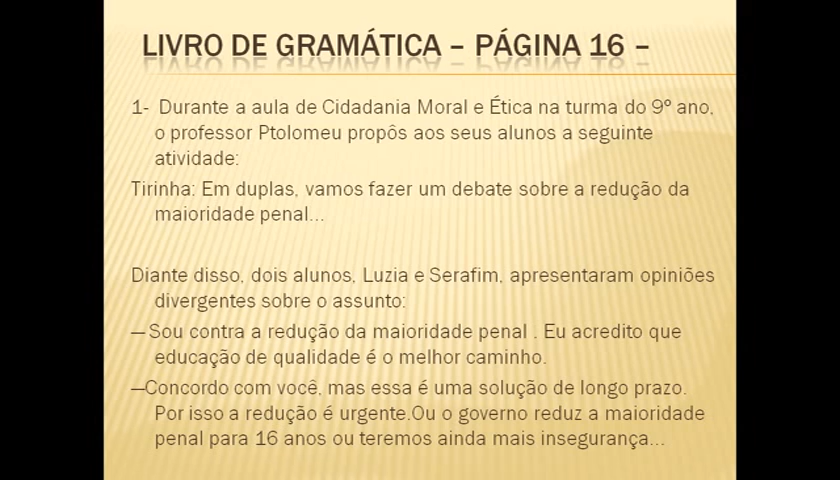 LIVRO DE GRAMÁTICA – PÁGINA 16 –
1- Durante a aula de Cidadania Moral e Ética na turma do 9º ano,
o professor Ptolomeu propôs aos seus alunos a seguinte
atividade:
Tirinha: Em duplas, vamos fazer um debate sobre a redução da
maioridade penal...
Diante disso, dois alunos, Luzia e Serafim, apresentaram opiniões
divergentes sobre o assunto:
—Sou contra a redução da maioridade penal . Eu acredito que
educação de qualidade é o melhor caminho.
—Concordo com você, mas essa é uma solução de longo prazo.
Por isso a redução é urgente.Ou o governo reduz a maioridade
penal para 16 anos ou teremos ainda mais insegurança...